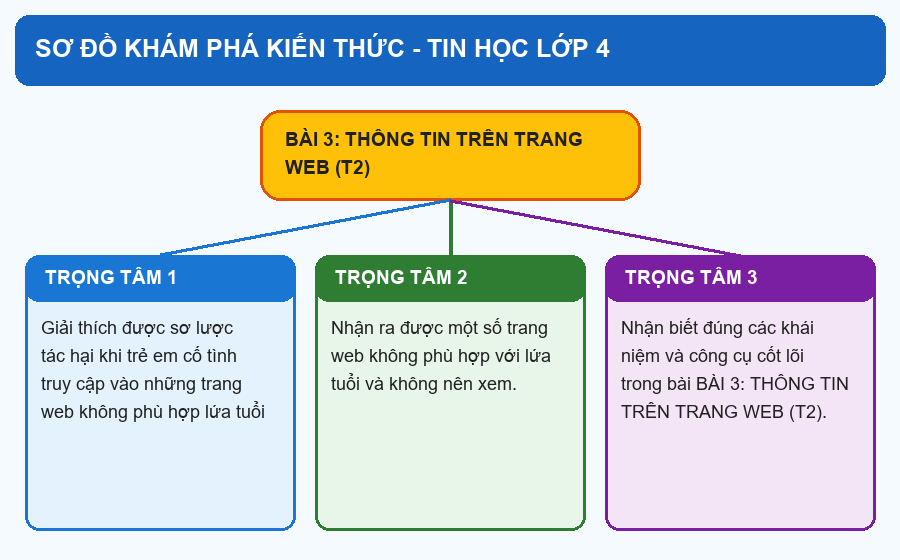 SƠ ĐỒ KHÁM PHÁ KIẾN THỨC - TIN HỌC LỚP 4
BÀI 3: THÔNG TIN TRÊN TRANG
WEB (T2)
TRỌNG TÂM 1
Giải thích được sơ lược
tác hại khi trẻ em cố tình
truy cập vào những trang
web không phù hợp lứa tuổi
TRỌNG TÂM 2
Nhận ra được một số trang
web không phù hợp với lứa
tuổi và không nên xem.
TRỌNG TÂM 3
Nhận biết đúng các khái
niệm và công cụ cốt lõi
trong bài BÀI 3: THÔNG TIN
TRÊN TRANG WEB (T2).